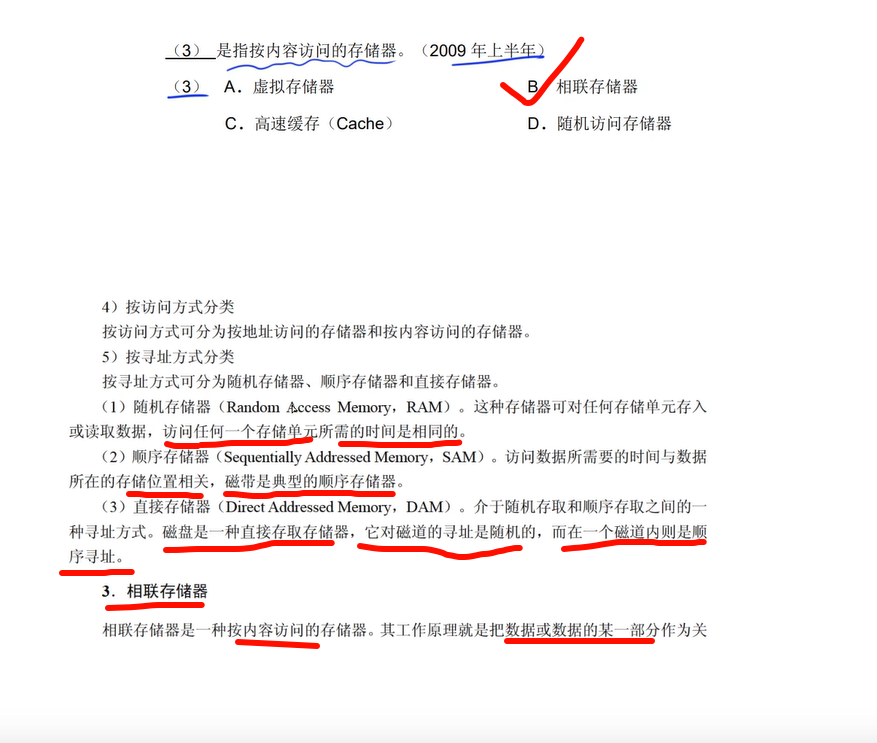 （3） 是指按内容访问的存储器。（2009 年上半年）
（3） A．虚拟存储器 B．相联存储器
C．高速缓存（Cache） D．随机访问存储器
4）按访问方式分类
按访问方式可分为按地址访问的存储器和按内容访问的存储器。
5）按寻址方式分类
按寻址方式可分为随机存储器、顺序存储器和直接存储器。
（1）随机存储器（Random Access Memory，RAM）。这种存储器可对任何存储单元存入
或读取数据，访问任何一个存储单元所需的时间是相同的。
（2）顺序存储器（Sequentially Addressed Memory，SAM）。访问数据所需要的时间与数据
所在的存储位置相关，磁带是典型的顺序存储器。
（3）直接存储器（Direct Addressed Memory，DAM）。介于随机存取和顺序存取之间的一
种寻址方式。磁盘是一种直接存取存储器，它对磁道的寻址是随机的，而在一个磁道内则是顺
序寻址。
3．相联存储器
相联存储器是一种按内容访问的存储器。其工作原理就是把数据或数据的某一部分作为关